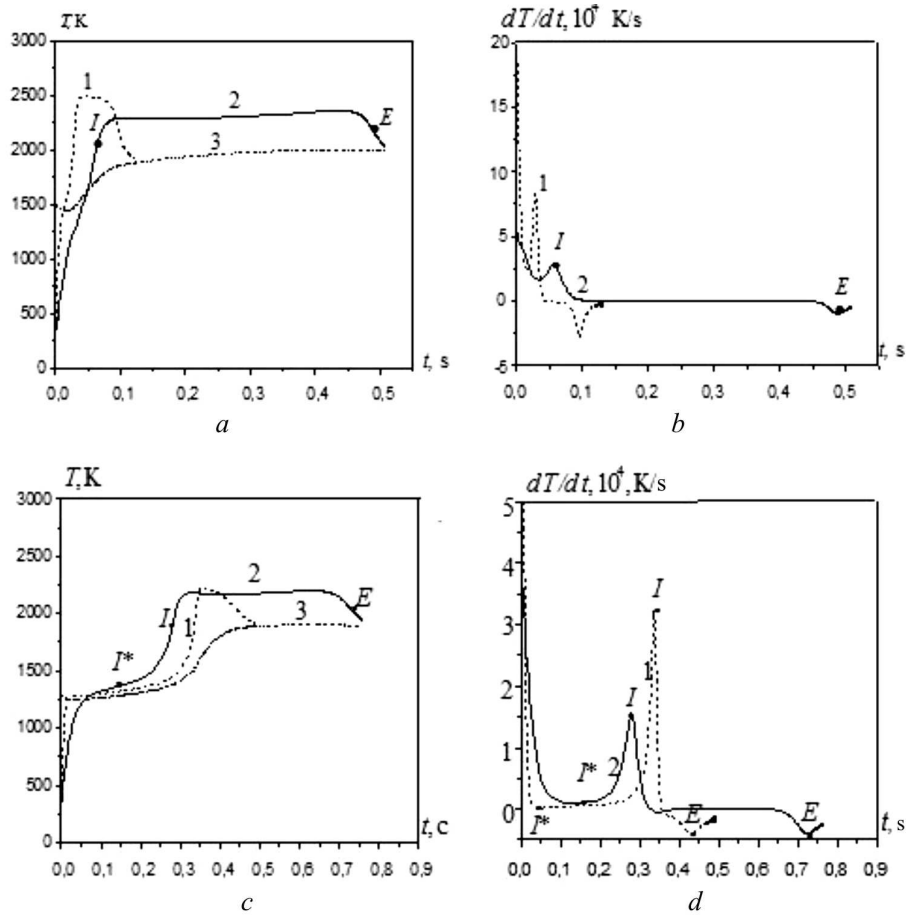 T,K
3000
2500
2000
1500
1000
500
0
1
I
2
3
E
t, s
0,0 0,1 0,2 0,3 0,4 0,5
a
dT/dt, 10⁴ K/s
20
15
10
5
0
-5
1
I
2
E
t, s
0,0 0,1 0,2 0,3 0,4 0,5
b
T, K
3000
2500
2000
1500
1000
500
0
I*
I
1
2
3
E
t, c
0,0 0,1 0,2 0,3 0,4 0,5 0,6 0,7 0,8 0,9
c
dT/dt, 10⁴, K/s
5
4
3
2
1
0
I*
I* 2
I
1
I
E
E
t, s
0,0 0,1 0,2 0,3 0,4 0,5 0,6 0,7 0,8 0,9
d